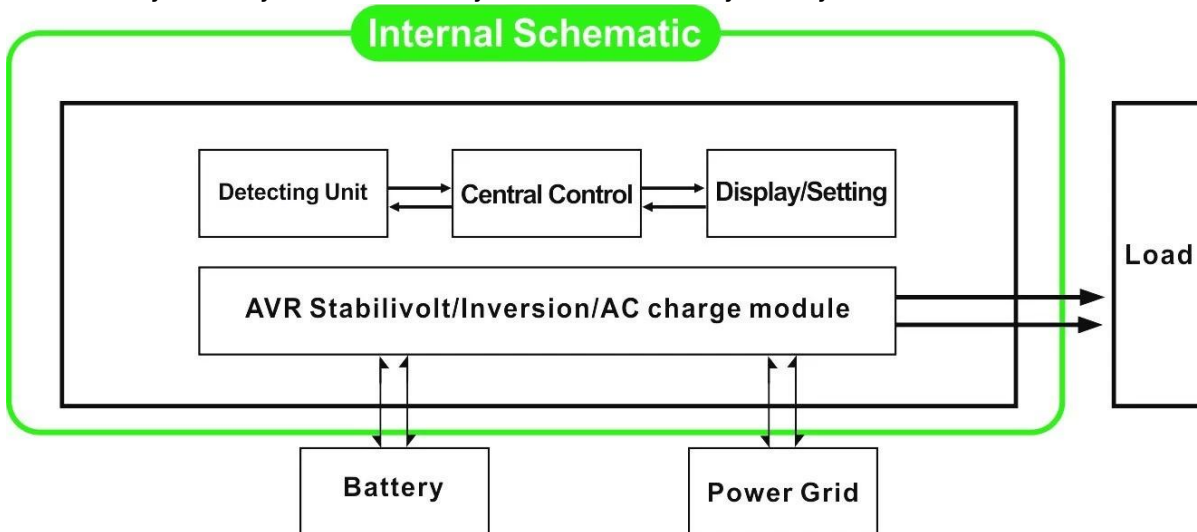 Internal Schematic
Detecting Unit
Central Control
Display/Setting
Load
AVR Stabilivolt/Inversion/AC charge module
Battery
Power Grid